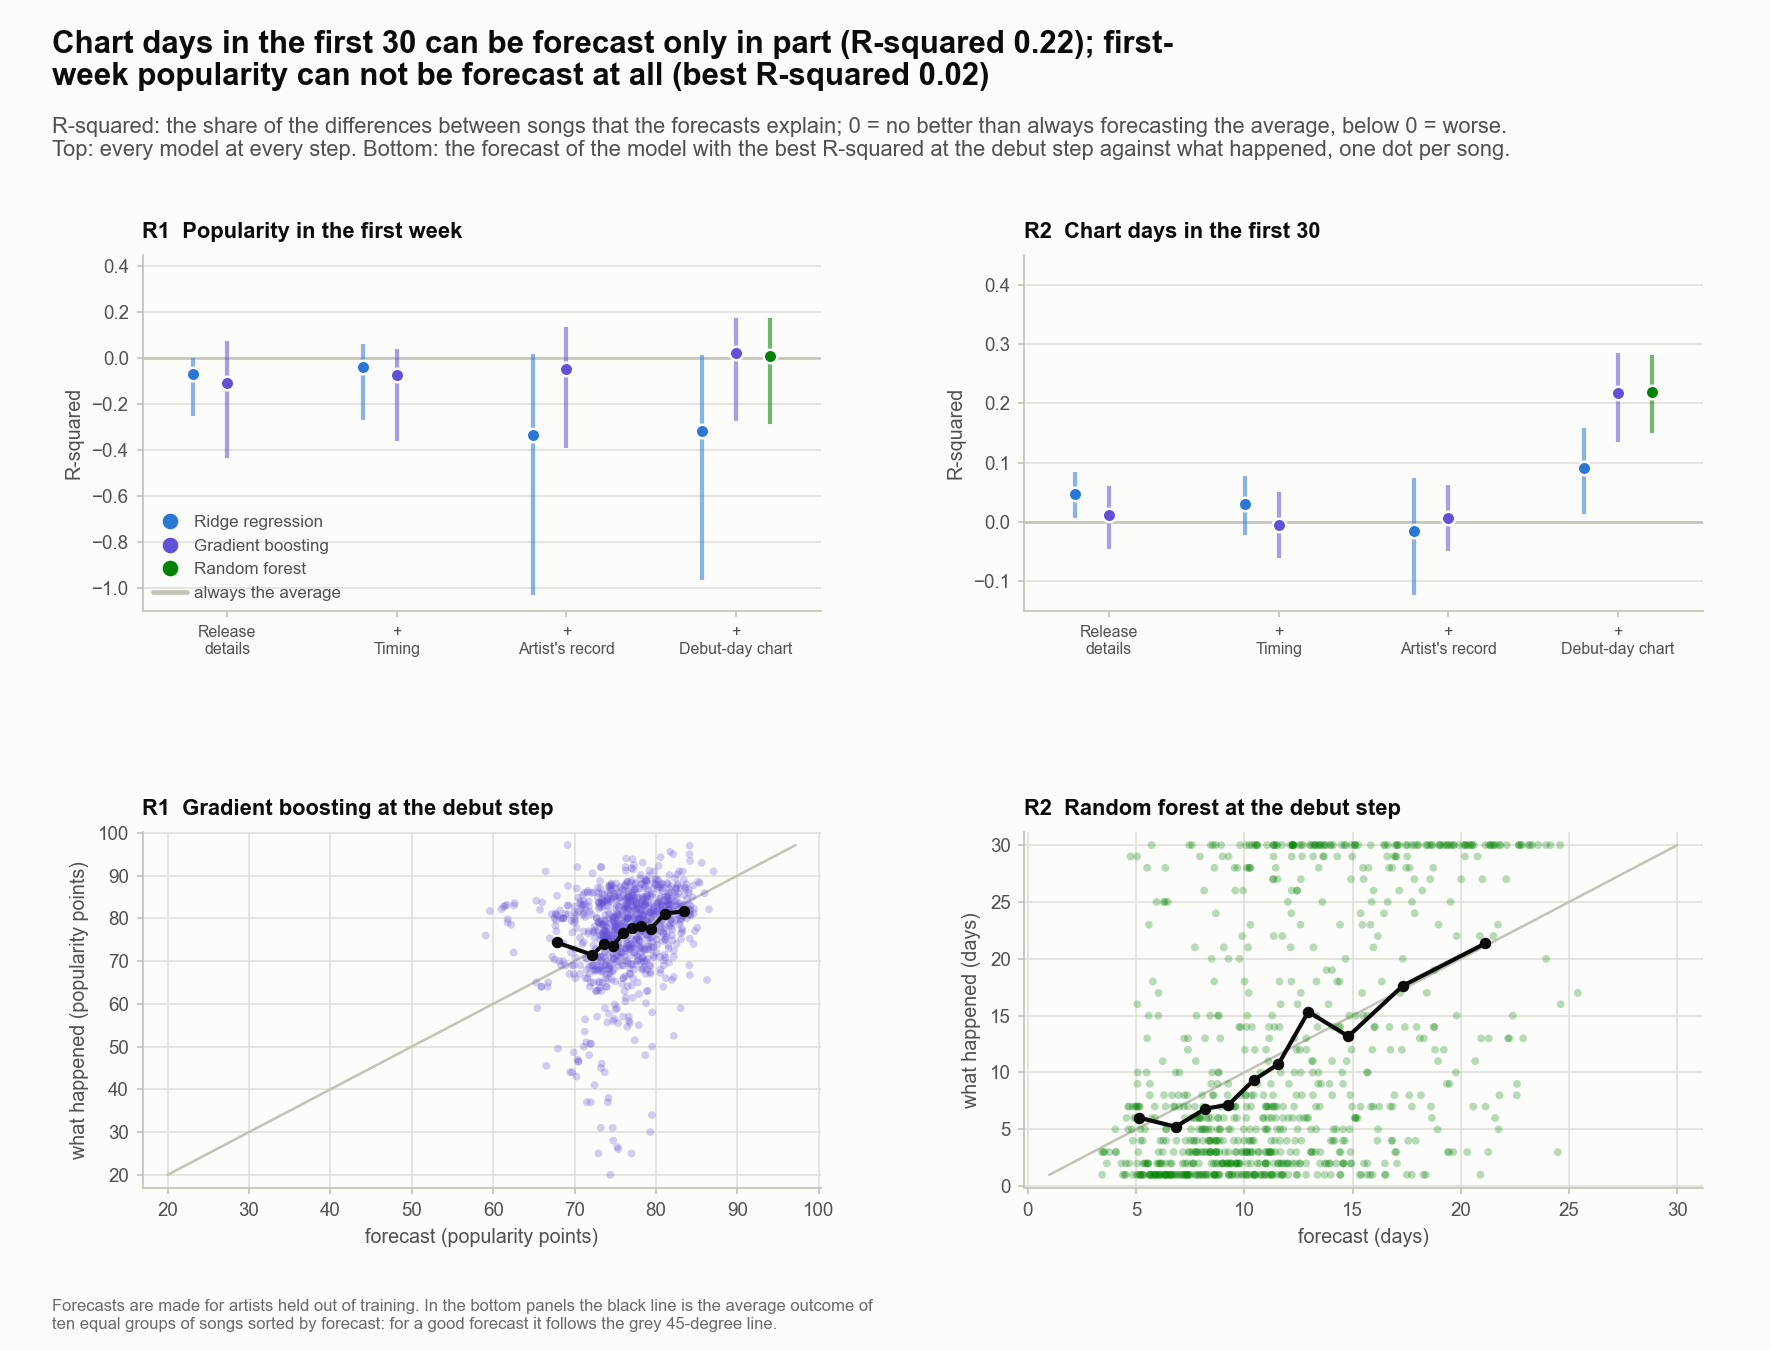 Chart days in the first 30 can be forecast only in part (R-squared 0.22); first-
week popularity can not be forecast at all (best R-squared 0.02)
R-squared: the share of the differences between songs that the forecasts explain; 0 = no better than always forecasting the average, below 0 = worse.
Top: every model at every step. Bottom: the forecast of the model with the best R-squared at the debut step against what happened, one dot per song.
R1 Popularity in the first week
0.4
0.2
0.0
−0.2
−0.4
−0.6
−0.8
−1.0
R-squared
Ridge regression
Gradient boosting
Random forest
always the average
Release
details
+
Timing
+
Artist's record
+
Debut-day chart
R2 Chart days in the first 30
0.4
0.3
0.2
0.1
0.0
−0.1
R-squared
Release
details
+
Timing
+
Artist's record
+
Debut-day chart
R1 Gradient boosting at the debut step
100
90
80
70
60
50
40
30
20
what happened (popularity points)
20 30 40 50 60 70 80 90 100
forecast (popularity points)
R2 Random forest at the debut step
30
25
20
15
10
5
0
what happened (days)
0 5 10 15 20 25 30
forecast (days)
Forecasts are made for artists held out of training. In the bottom panels the black line is the average outcome of
ten equal groups of songs sorted by forecast: for a good forecast it follows the grey 45-degree line.